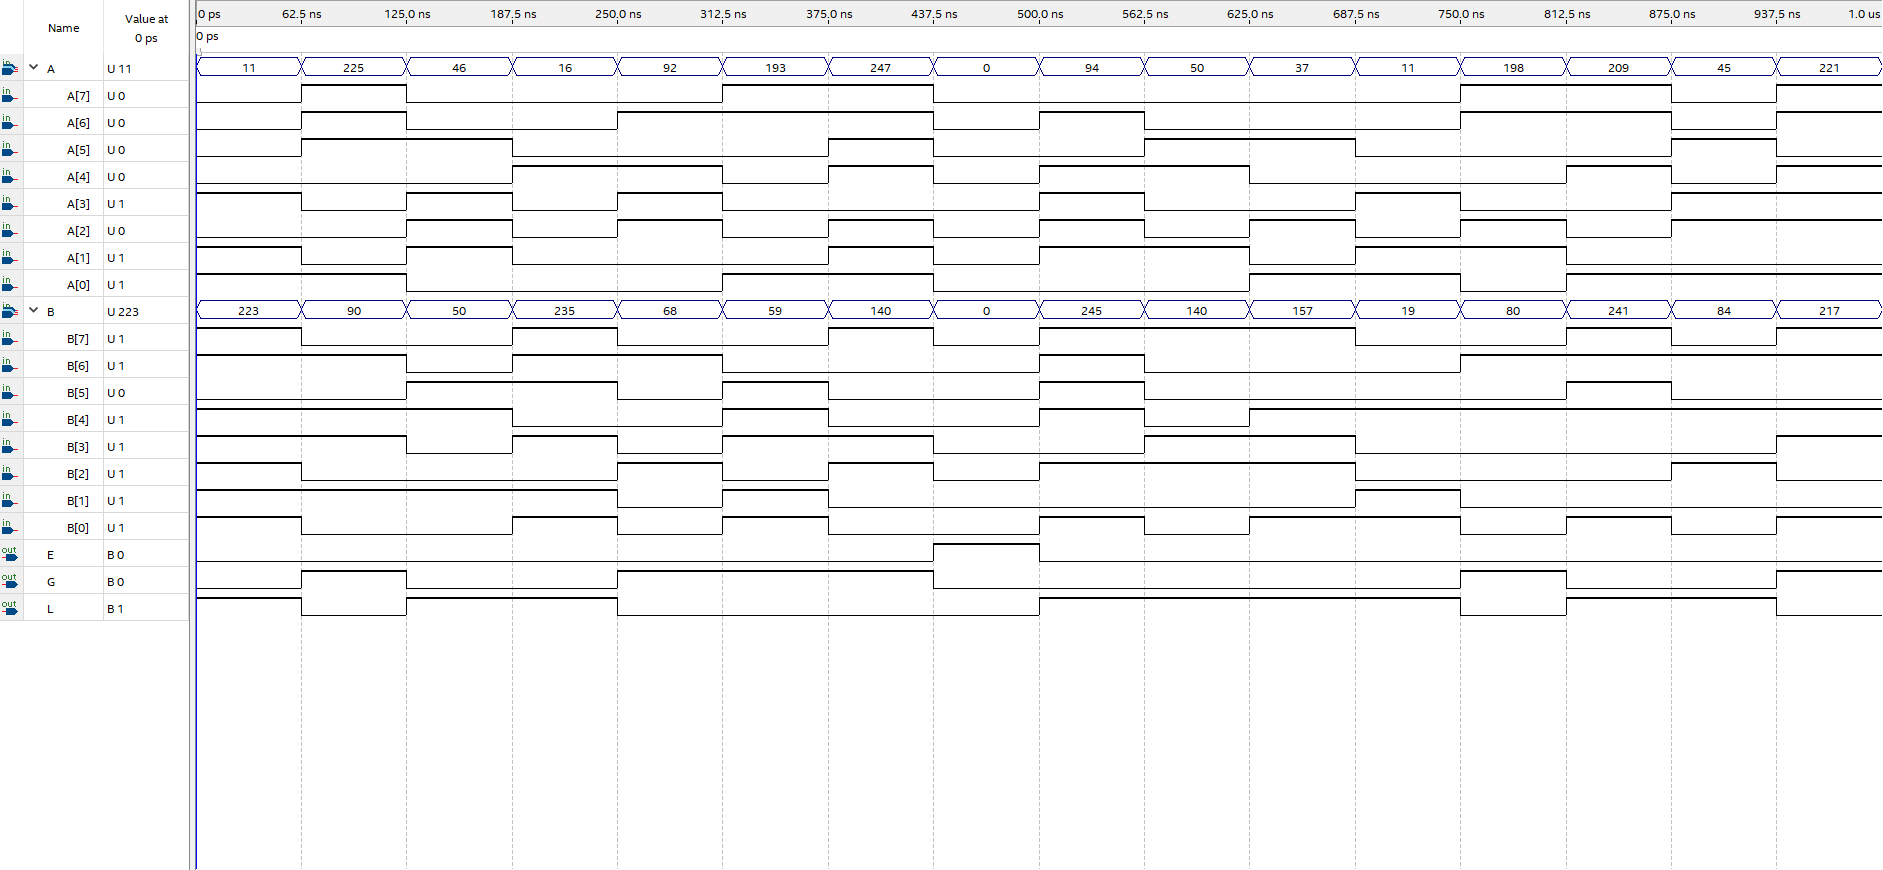 Name Value at 0 ps
0 ps 62.5 ns 125.0 ns 187.5 ns 250.0 ns 312.5 ns 375.0 ns 437.5 ns 500.0 ns 562.5 ns 625.0 ns 687.5 ns 750.0 ns 812.5 ns 875.0 ns 937.5 ns 1.0 us
0 ps
in A U 11 11 225 46 16 92 193 247 0 94 50 37 11 198 209 45 221
in A[7] U 0
in A[6] U 0
in A[5] U 0
in A[4] U 0
in A[3] U 1
in A[2] U 0
in A[1] U 1
in A[0] U 1
in B U 223 223 90 50 235 68 59 140 0 245 140 157 19 80 241 84 217
in B[7] U 1
in B[6] U 1
in B[5] U 0
in B[4] U 1
in B[3] U 1
in B[2] U 1
in B[1] U 1
in B[0] U 1
out E B 0
out G B 0
out L B 1